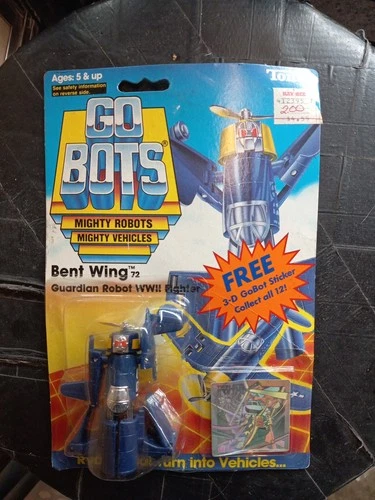 Ages: 5 & up
See safety information
on reverse side.
GO
BOTS®
MIGHTY ROBOTS
MIGHTY VEHICLES
Bent Wing™ 72
Guardian Robot WWII Fighter
200
FREE
3-D GoBot Sticker
Collect all 12!
turn into Vehicles...